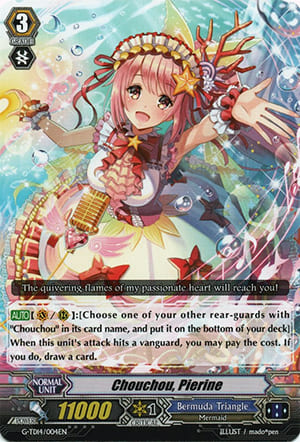 3
GRADE
The quivering flames of my passionate heart will reach you!
AUTO [V/R]:[Choose one of your other rear-guards with
"Chouchou" in its card name, and put it on the bottom of your deck]
When this unit's attack hits a vanguard, you may pay the cost. If
you do, draw a card.
NORMAL
UNIT
Chouchou, Pierine
POWER
11000
1
CRITICAL
Bermuda Triangle
Mermaid
G-TD14/004EN
ILLUST / mado*pen